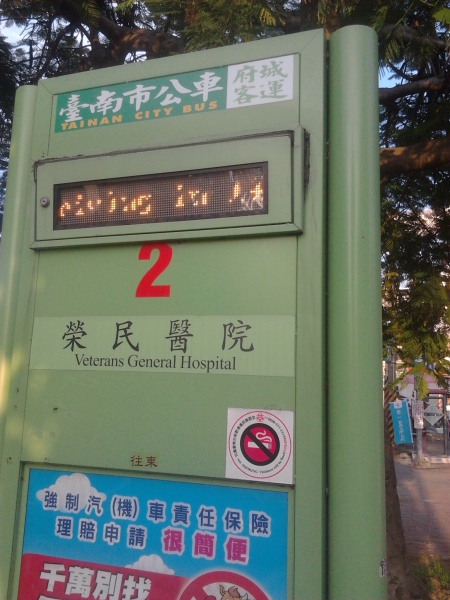 臺南市公車
TAINAN CITY BUS
府城
客運
2
榮民醫院
Veterans General Hospital
往東
強制汽(機)車責任保險
理賠申請 很簡便
千萬別找